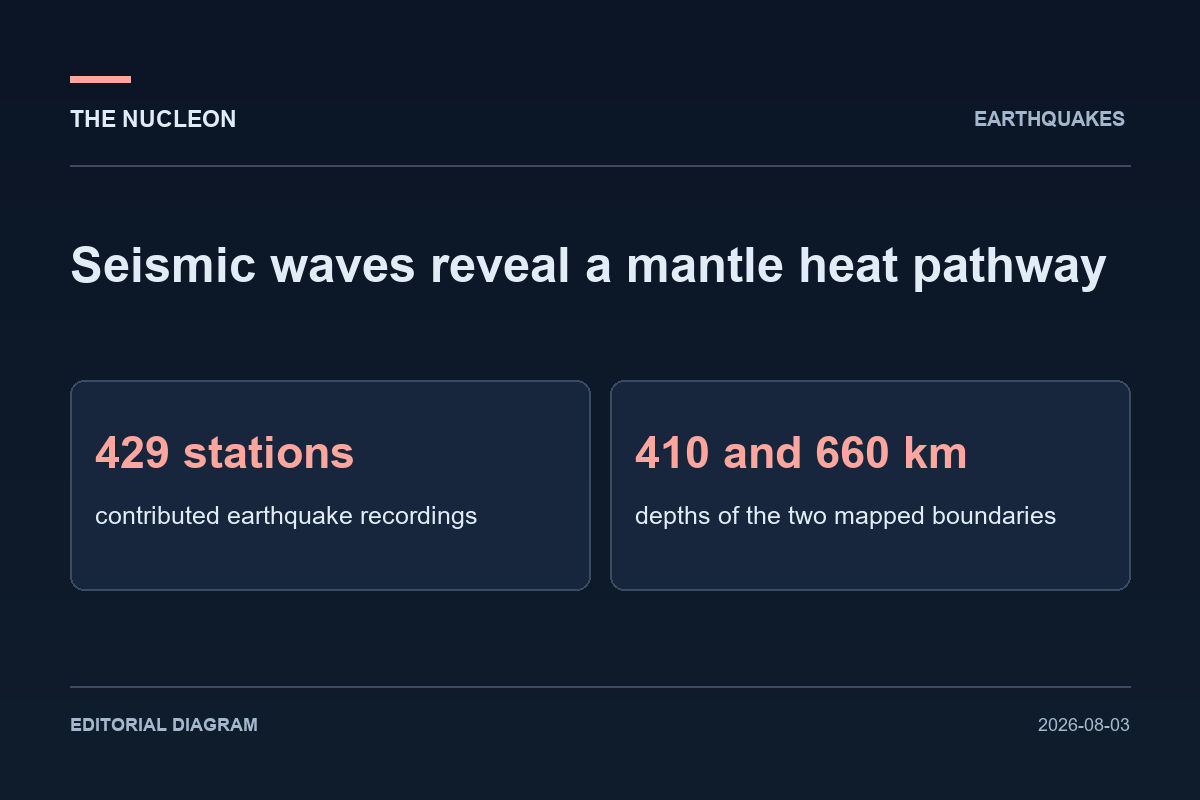 THE NUCLEON
EARTHQUAKES
Seismic waves reveal a mantle heat pathway
429 stations
contributed earthquake recordings
410 and 660 km
depths of the two mapped boundaries
EDITORIAL DIAGRAM
2026-08-03